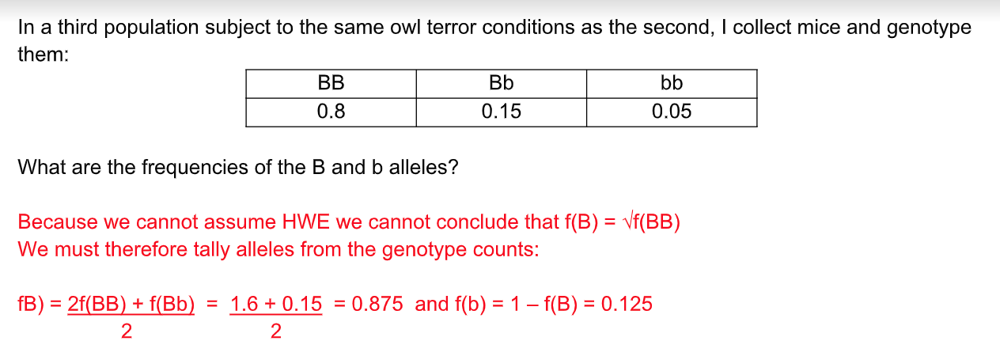 In a third population subject to the same owl terror conditions as the second, I collect mice and genotype
them:
BB Bb bb
0.8 0.15 0.05
What are the frequencies of the B and b alleles?
Because we cannot assume HWE we cannot conclude that f(B) = √f(BB)
We must therefore tally alleles from the genotype counts:
fB) = 2f(BB) + f(Bb) = 1.6 + 0.15 = 0.875 and f(b) = 1 – f(B) = 0.125
2 2